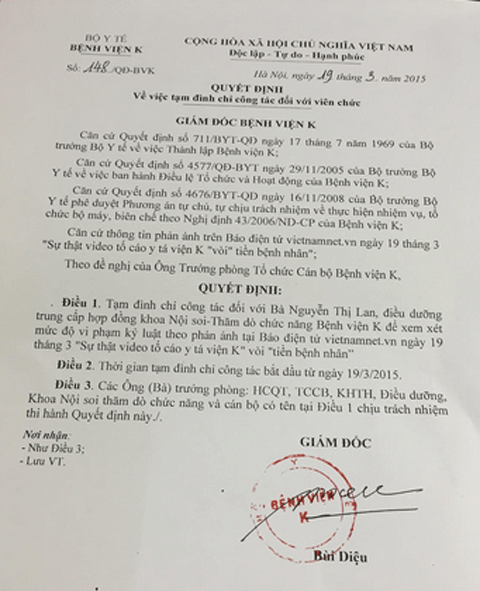 BỘ Y TẾ
BỆNH VIỆN K
CỘNG HÒA XÃ HỘI CHỦ NGHĨA VIỆT NAM
Độc lập - Tự do - Hạnh phúc
Số: 148/QĐ-BVK
Hà Nội, ngày 19 tháng 3 năm 2015
QUYẾT ĐỊNH
Về việc tạm đình chỉ công tác đối với viên chức
GIÁM ĐỐC BỆNH VIỆN K
Căn cứ Quyết định số 711/BYT-QĐ ngày 17 tháng 7 năm 1969 của Bộ
trưởng Bộ Y tế về việc Thành lập Bệnh viện K;
Căn cứ Quyết định số 4577/QĐ-BYT ngày 29/11/2005 của Bộ trưởng Bộ
Y tế về việc ban hành Điều lệ Tổ chức và Hoạt động của Bệnh viện K;
Căn cứ Quyết định số 4676/BYT-QĐ ngày 16/11/2008 của Bộ trưởng Bộ
Y tế phê duyệt Phương án tự chủ, tự chịu trách nhiệm về thực hiện nhiệm vụ, tổ
chức bộ máy, biên chế theo Nghị định 43/2006/NĐ-CP của Bệnh viện K;
Căn cứ thông tin phản ánh trên Báo điện tử vietnamnet.vn ngày 19 tháng 3
"Sự thật video tố cáo y tá viện K "vòi" tiền bệnh nhân";
Theo đề nghị của Ông Trưởng phòng Tổ chức Cán bộ Bệnh viện K,
QUYẾT ĐỊNH:
Điều 1. Tạm đình chỉ công tác đối với Bà Nguyễn Thị Lan, điều dưỡng
trung cấp hợp đồng khoa Nội soi-Thăm dò chức năng Bệnh viện K để xem xét
mức độ vi phạm kỷ luật theo phản ánh tại Báo điện tử vietnamnet.vn ngày 19
tháng 3 "Sự thật video tố cáo y tá viện K" vòi "tiền bệnh nhân"
Điều 2. Thời gian tạm đình chỉ công tác bắt đầu từ ngày 19/3/2015.
Điều 3. Các Ông (Bà) trưởng phòng: HCQT, TCCB, KHTH, Điều dưỡng,
Khoa Nội soi thăm dò chức năng và cán bộ có tên tại Điều 1 chịu trách nhiệm
thi hành Quyết định này./.
Nơi nhận:
- Như Điều 3;
- Lưu VT.
GIÁM ĐỐC
BỆNH VIỆN
K
Bùi Diệu